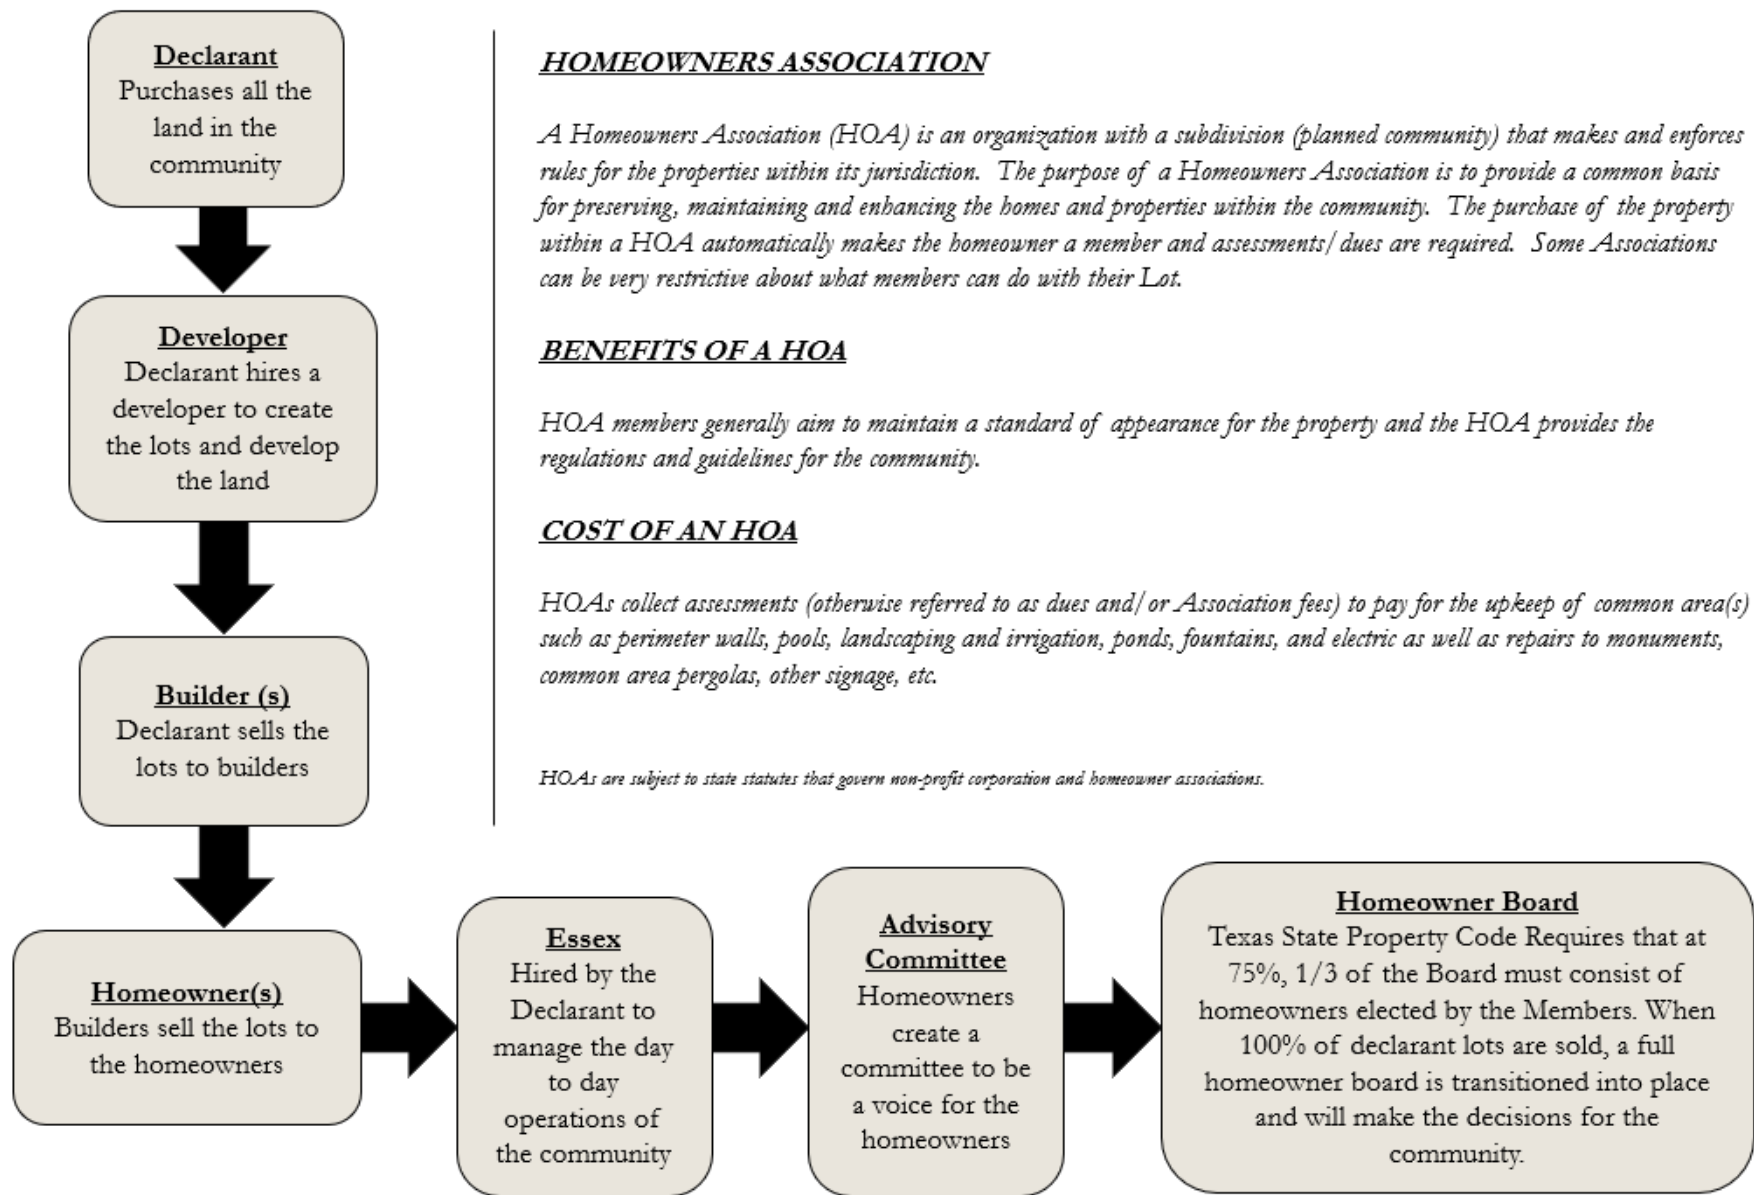 Declarant
Purchases all the
land in the
community
Developer
Declarant hires a
developer to create
the lots and develop
the land
Builder (s)
Declarant sells the
lots to builders
Homeowner(s)
Builders sell the lots to
the homeowners
Essex
Hired by the
Declarant to
manage the day
to day
operations of
the community
Advisory
Committee
Homeowners
create a
committee to be
a voice for the
homeowners
Homeowner Board
Texas State Property Code Requires that at
75%, 1/3 of the Board must consist of
homeowners elected by the Members. When
100% of declarant lots are sold, a full
homeowner board is transitioned into place
and will make the decisions for the
community.
HOMEOWNERS ASSOCIATION
A Homeowners Association (HOA) is an organization with a subdivision (planned community) that makes and enforces
rules for the properties within its jurisdiction. The purpose of a Homeowners Association is to provide a common basis
for preserving, maintaining and enhancing the homes and properties within the community. The purchase of the property
within a HOA automatically makes the homeowner a member and assessments/dues are required. Some Associations
can be very restrictive about what members can do with their Lot.
BENEFITS OF A HOA
HOA members generally aim to maintain a standard of appearance for the property and the HOA provides the
regulations and guidelines for the community.
COST OF AN HOA
HOAs collect assessments (otherwise referred to as dues and/or Association fees) to pay for the upkeep of common area(s)
such as perimeter walls, pools, landscaping and irrigation, ponds, fountains, and electric as well as repairs to monuments,
common area pergolas, other signage, etc.
HOAs are subject to state statutes that govern non-profit corporation and homeowner associations.